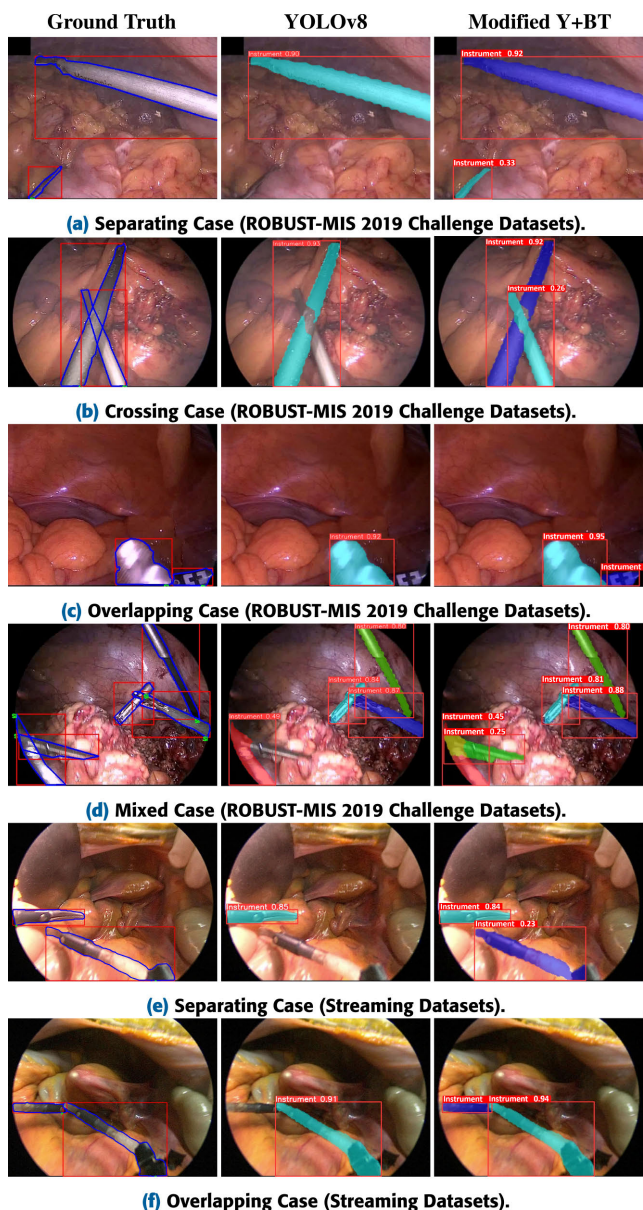 Ground Truth YOLOv8 Modified Y+BT
Instrument 0.90 Instrument 0.92
Instrument 0.33
(a) Separating Case (ROBUST-MIS 2019 Challenge Datasets).
Instrument 0.93 Instrument 0.92
Instrument 0.26
(b) Crossing Case (ROBUST-MIS 2019 Challenge Datasets).
Instrument 0.92 Instrument 0.95
Instrument
(c) Overlapping Case (ROBUST-MIS 2019 Challenge Datasets).
Instrument 0.80 Instrument 0.80
Instrument 0.84 Instrument 0.81
Instrument 0.87 Instrument 0.88
Instrument 0.49 Instrument 0.45
Instrument 0.25
(d) Mixed Case (ROBUST-MIS 2019 Challenge Datasets).
Instrument 0.85 Instrument 0.84
Instrument 0.23
(e) Separating Case (Streaming Datasets).
Instrument 0.91 Instrument Instrument 0.94
(f) Overlapping Case (Streaming Datasets).